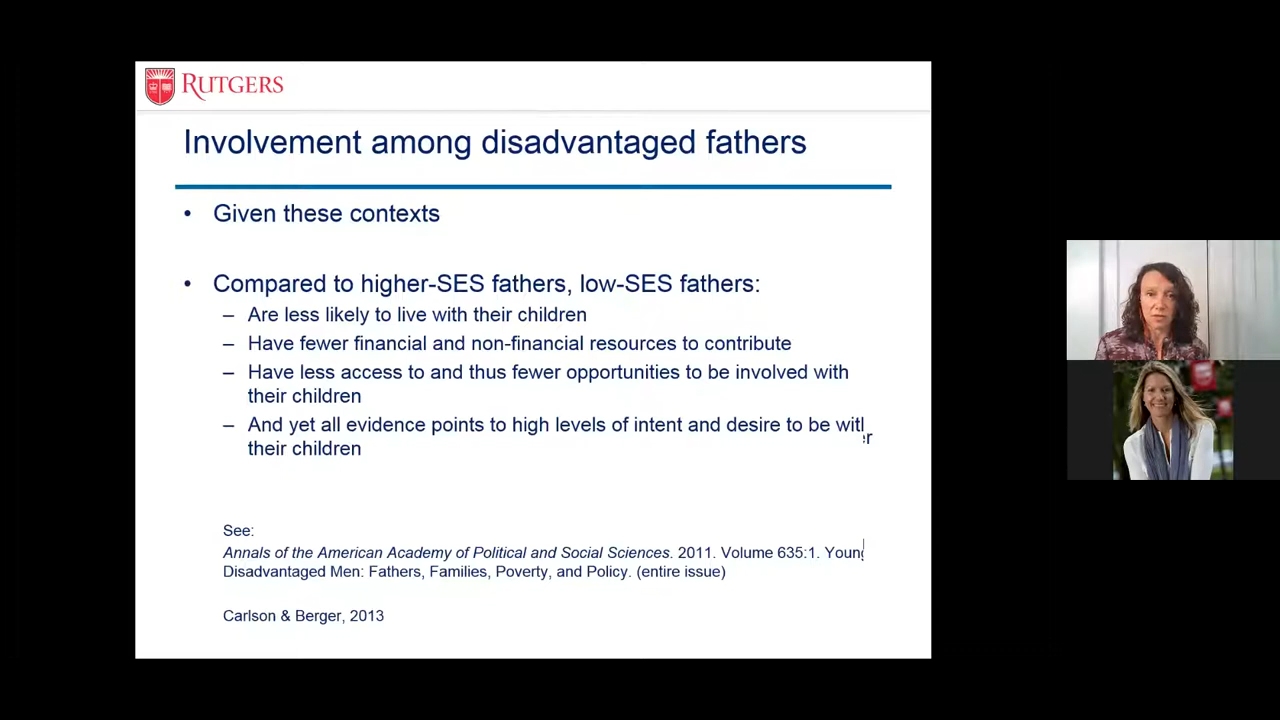 RUTGERS
Involvement among disadvantaged fathers
• Given these contexts
• Compared to higher-SES fathers, low-SES fathers:
– Are less likely to live with their children
– Have fewer financial and non-financial resources to contribute
– Have less access to and thus fewer opportunities to be involved with
their children
– And yet all evidence points to high levels of intent and desire to be with
their children
See:
Annals of the American Academy of Political and Social Sciences. 2011. Volume 635:1. Young
Disadvantaged Men: Fathers, Families, Poverty, and Policy. (entire issue)
Carlson & Berger, 2013